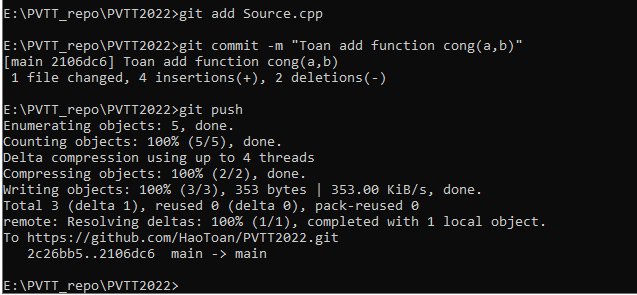 E:\PVTT_repo\PVTT2022>git add Source.cpp
E:\PVTT_repo\PVTT2022>git commit -m "Toan add function cong(a,b)"
[main 2106dc6] Toan add function cong(a,b)
 1 file changed, 4 insertions(+), 2 deletions(-)
E:\PVTT_repo\PVTT2022>git push
Enumerating objects: 5, done.
Counting objects: 100% (5/5), done.
Delta compression using up to 4 threads
Compressing objects: 100% (2/2), done.
Writing objects: 100% (3/3), 353 bytes | 353.00 KiB/s, done.
Total 3 (delta 1), reused 0 (delta 0), pack-reused 0
remote: Resolving deltas: 100% (1/1), completed with 1 local object.
To https://github.com/HaoToan/PVTT2022.git
   2c26bb5..2106dc6  main -> main
E:\PVTT_repo\PVTT2022>